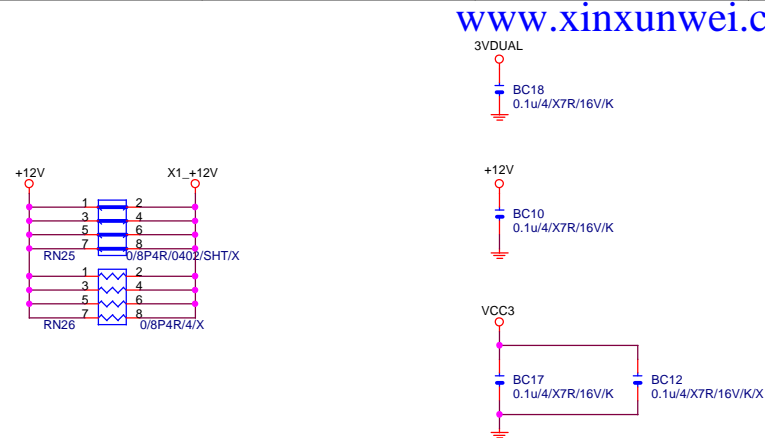 www.xinxunwei.c
3VDUAL
BC18
0.1u/4/X7R/16V/K
+12V
X1_+12V
1 2
3 4
5 6
7 8
RN25
0/8P4R/0402/SHT/X
1 2
3 4
5 6
7 8
RN26
0/8P4R/4/X
+12V
BC10
0.1u/4/X7R/16V/K
VCC3
BC17
0.1u/4/X7R/16V/K
BC12
0.1u/4/X7R/16V/K/X